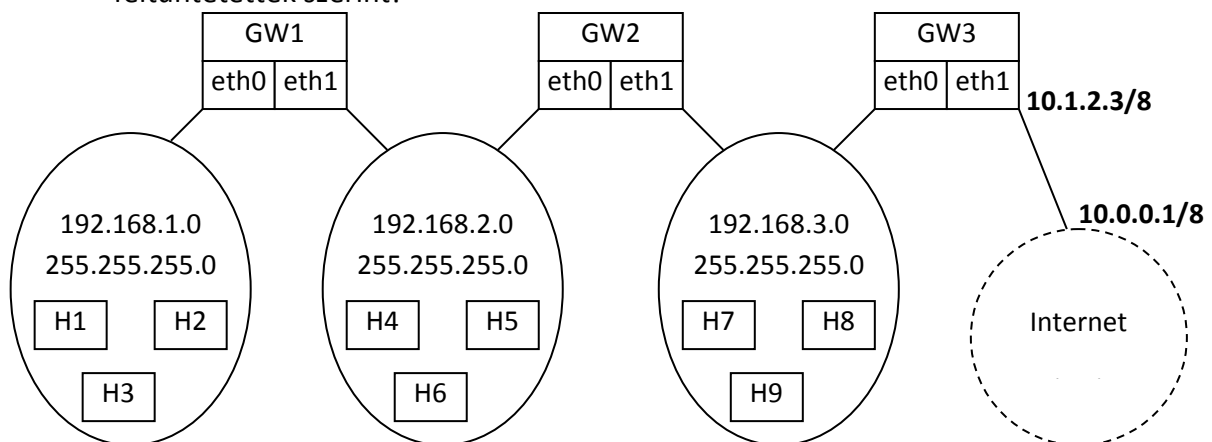 feltüntetettek szerint!
GW1 GW2 GW3
eth0 eth1 eth0 eth1 eth0 eth1
10.1.2.3/8
10.0.0.1/8
192.168.1.0 192.168.2.0 192.168.3.0
255.255.255.0 255.255.255.0 255.255.255.0
H1 H2 H4 H5 H7 H8 Internet
H3 H6 H9